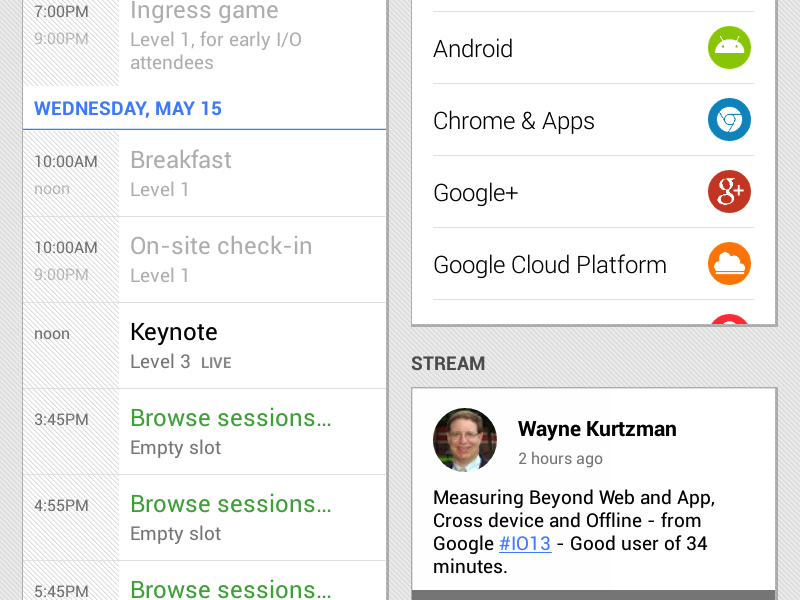 7:00PM
Ingress game
9:00PM
Level 1, for early I/O
attendees
WEDNESDAY, MAY 15
10:00AM
Breakfast
noon
Level 1
10:00AM
On-site check-in
9:00PM
Level 1
noon
Keynote
Level 3 LIVE
3:45PM
Browse sessions...
Empty slot
4:55PM
Browse sessions...
Empty slot
5:45PM
Browse sessions...
Android
Chrome & Apps
Google+
g+
Google Cloud Platform
STREAM
Wayne Kurtzman
2 hours ago
Measuring Beyond Web and App,
Cross device and Offline - from
Google #IO13 - Good user of 34
minutes.